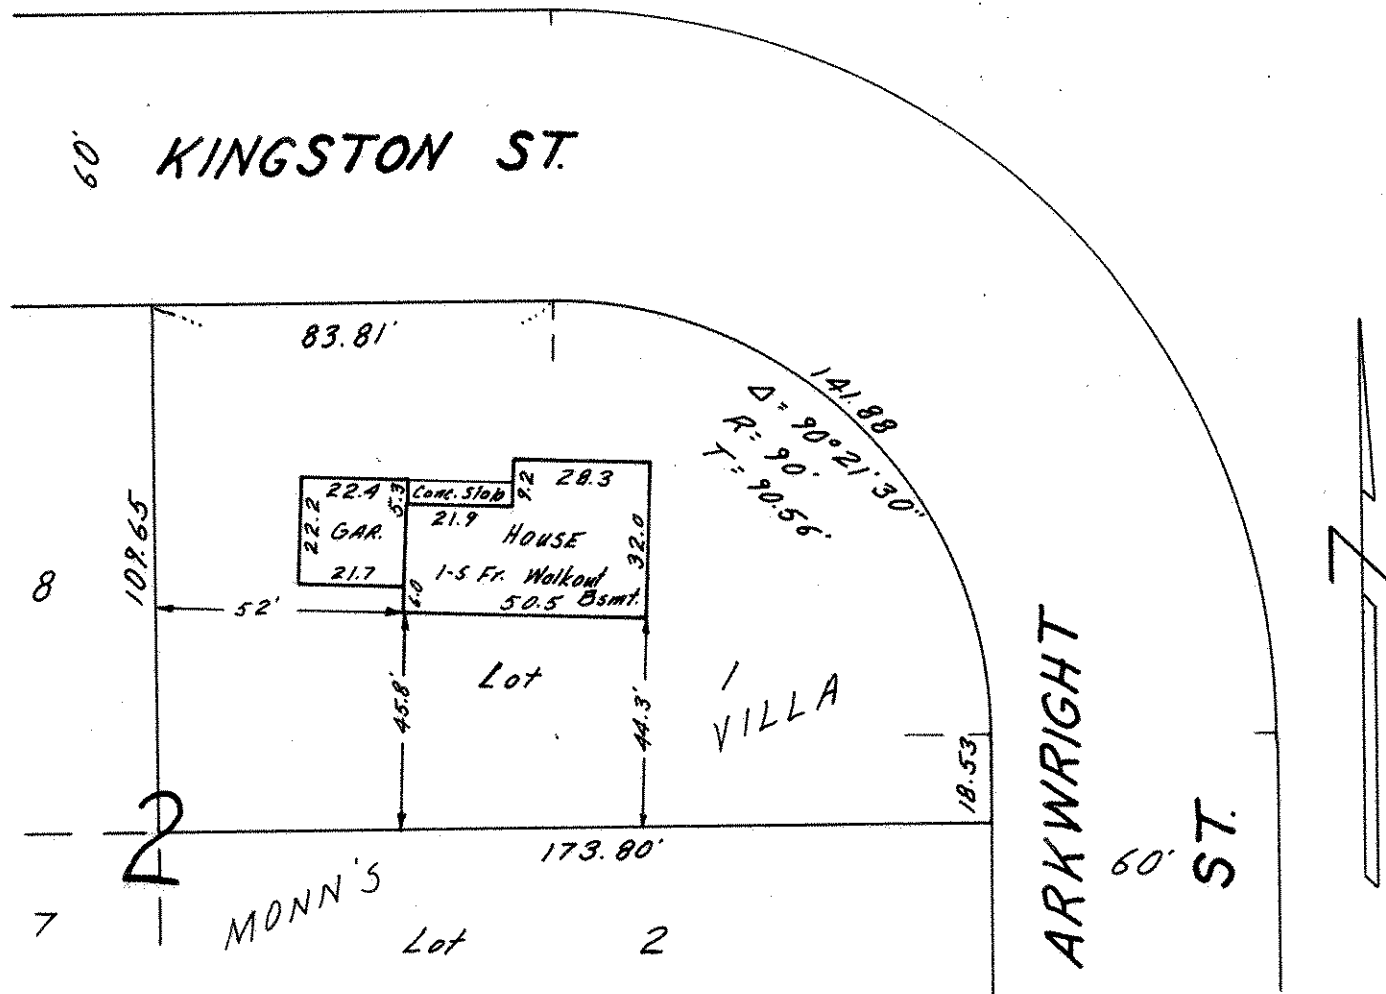 60'
KINGSTON ST.
83.81'
141.88
Δ = 90° 21' 30"
R = 90'
T = 90.56'
109.65
22.4
5.3
Conc. Slab
9.2
28.3
22.2
GAR.
21.9
HOUSE
32.0
21.7
6.0
1-S Fr. Walkout
50.5 Bsmt.
8
52'
45.8'
Lot
44.3'
1
VILLA
18.53
ARKWRIGHT
ST.
60'
7
2
173.80'
MONN'S
7
Lot 2